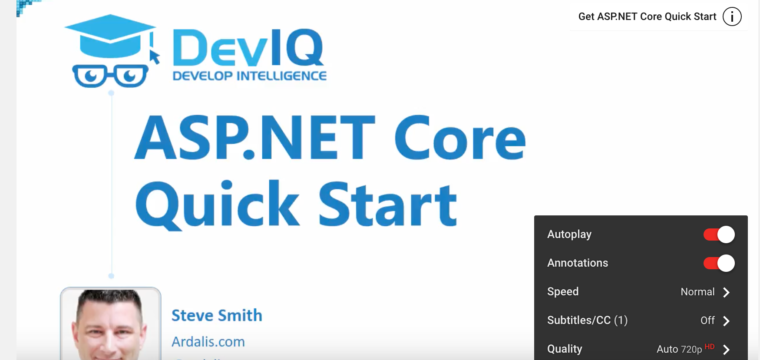 Get ASP.NET Core Quick Start
DevIQ
DEVELOP INTELLIGENCE
ASP.NET Core
Quick Start
Steve Smith
Ardalis.com
Autoplay
Annotations
Speed Normal
Subtitles/CC (1) Off
Quality Auto 720p HD